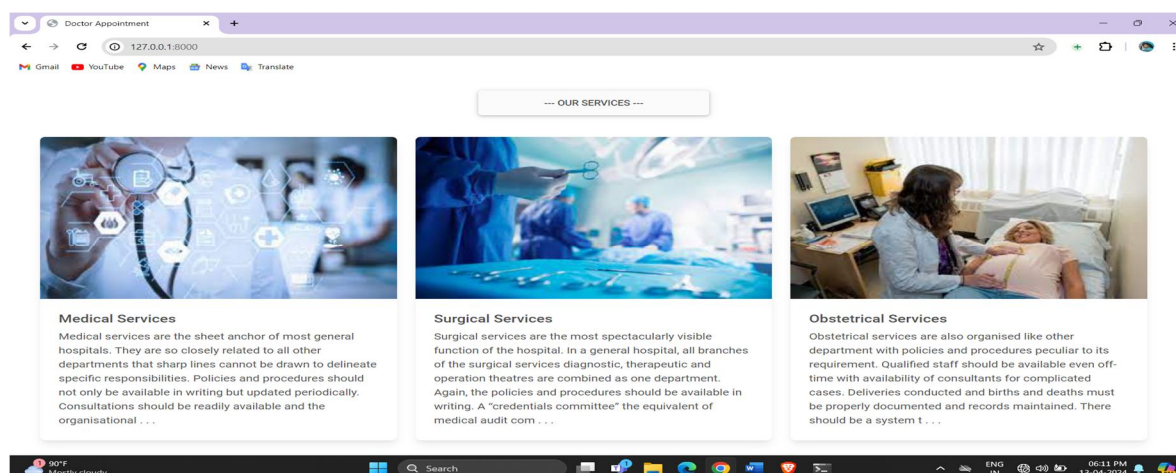 Doctor Appointment
127.0.0.1:8000
Gmail YouTube Maps News Translate
--- OUR SERVICES ---
Medical Services
Medical services are the sheet anchor of most general
hospitals. They are so closely related to all other
departments that sharp lines cannot be drawn to delineate
specific responsibilities. Policies and procedures should
not only be available in writing but updated periodically.
Consultations should be readily available and the
organisational . . .
Surgical Services
Surgical services are the most spectacularly visible
function of the hospital. In a general hospital, all branches
of the surgical services diagnostic, therapeutic and
operation theatres are combined as one department.
Again, the policies and procedures should be available in
writing. A “credentials committee” the equivalent of
medical audit com . . .
Obstetrical Services
Obstetrical services are also organised like other
department with policies and procedures peculiar to its
requirement. Qualified staff should be available even off-
time with availability of consultants for complicated
cases. Deliveries conducted and births and deaths must
be properly documented and records maintained. There
should be a system t . . .
1
90°F
Mostly cloudy
Search
1
ENG
IN
06:11 PM
13-04-2024